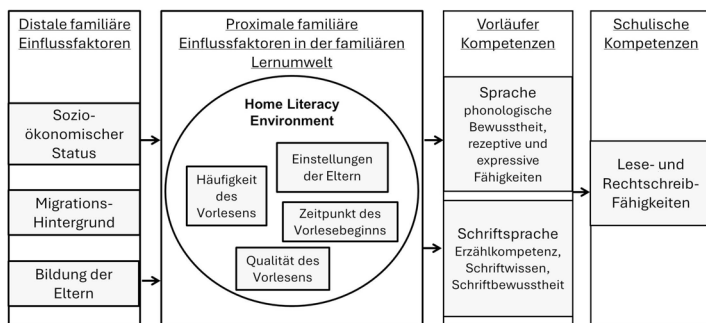 Distale familiäre
Einflussfaktoren
Sozio-
ökonomischer
Status
Migrations-
Hintergrund
Bildung der
Eltern
Proximale familiäre
Einflussfaktoren in der familiären
Lernumwelt
Home Literacy
Environment
Einstellungen
der Eltern
Häufigkeit
des
Vorlesens
Zeitpunkt des
Vorlesebeginns
Qualität des
Vorlesens
Vorläufer
Kompetenzen
Sprache
phonologische
Bewusstheit,
rezeptive und
expressive
Fähigkeiten
Schriftsprache
Erzählkompetenz,
Schriftwissen,
Schriftbewusstheit
Schulische
Kompetenzen
Lese- und
Rechtschreib-
Fähigkeiten